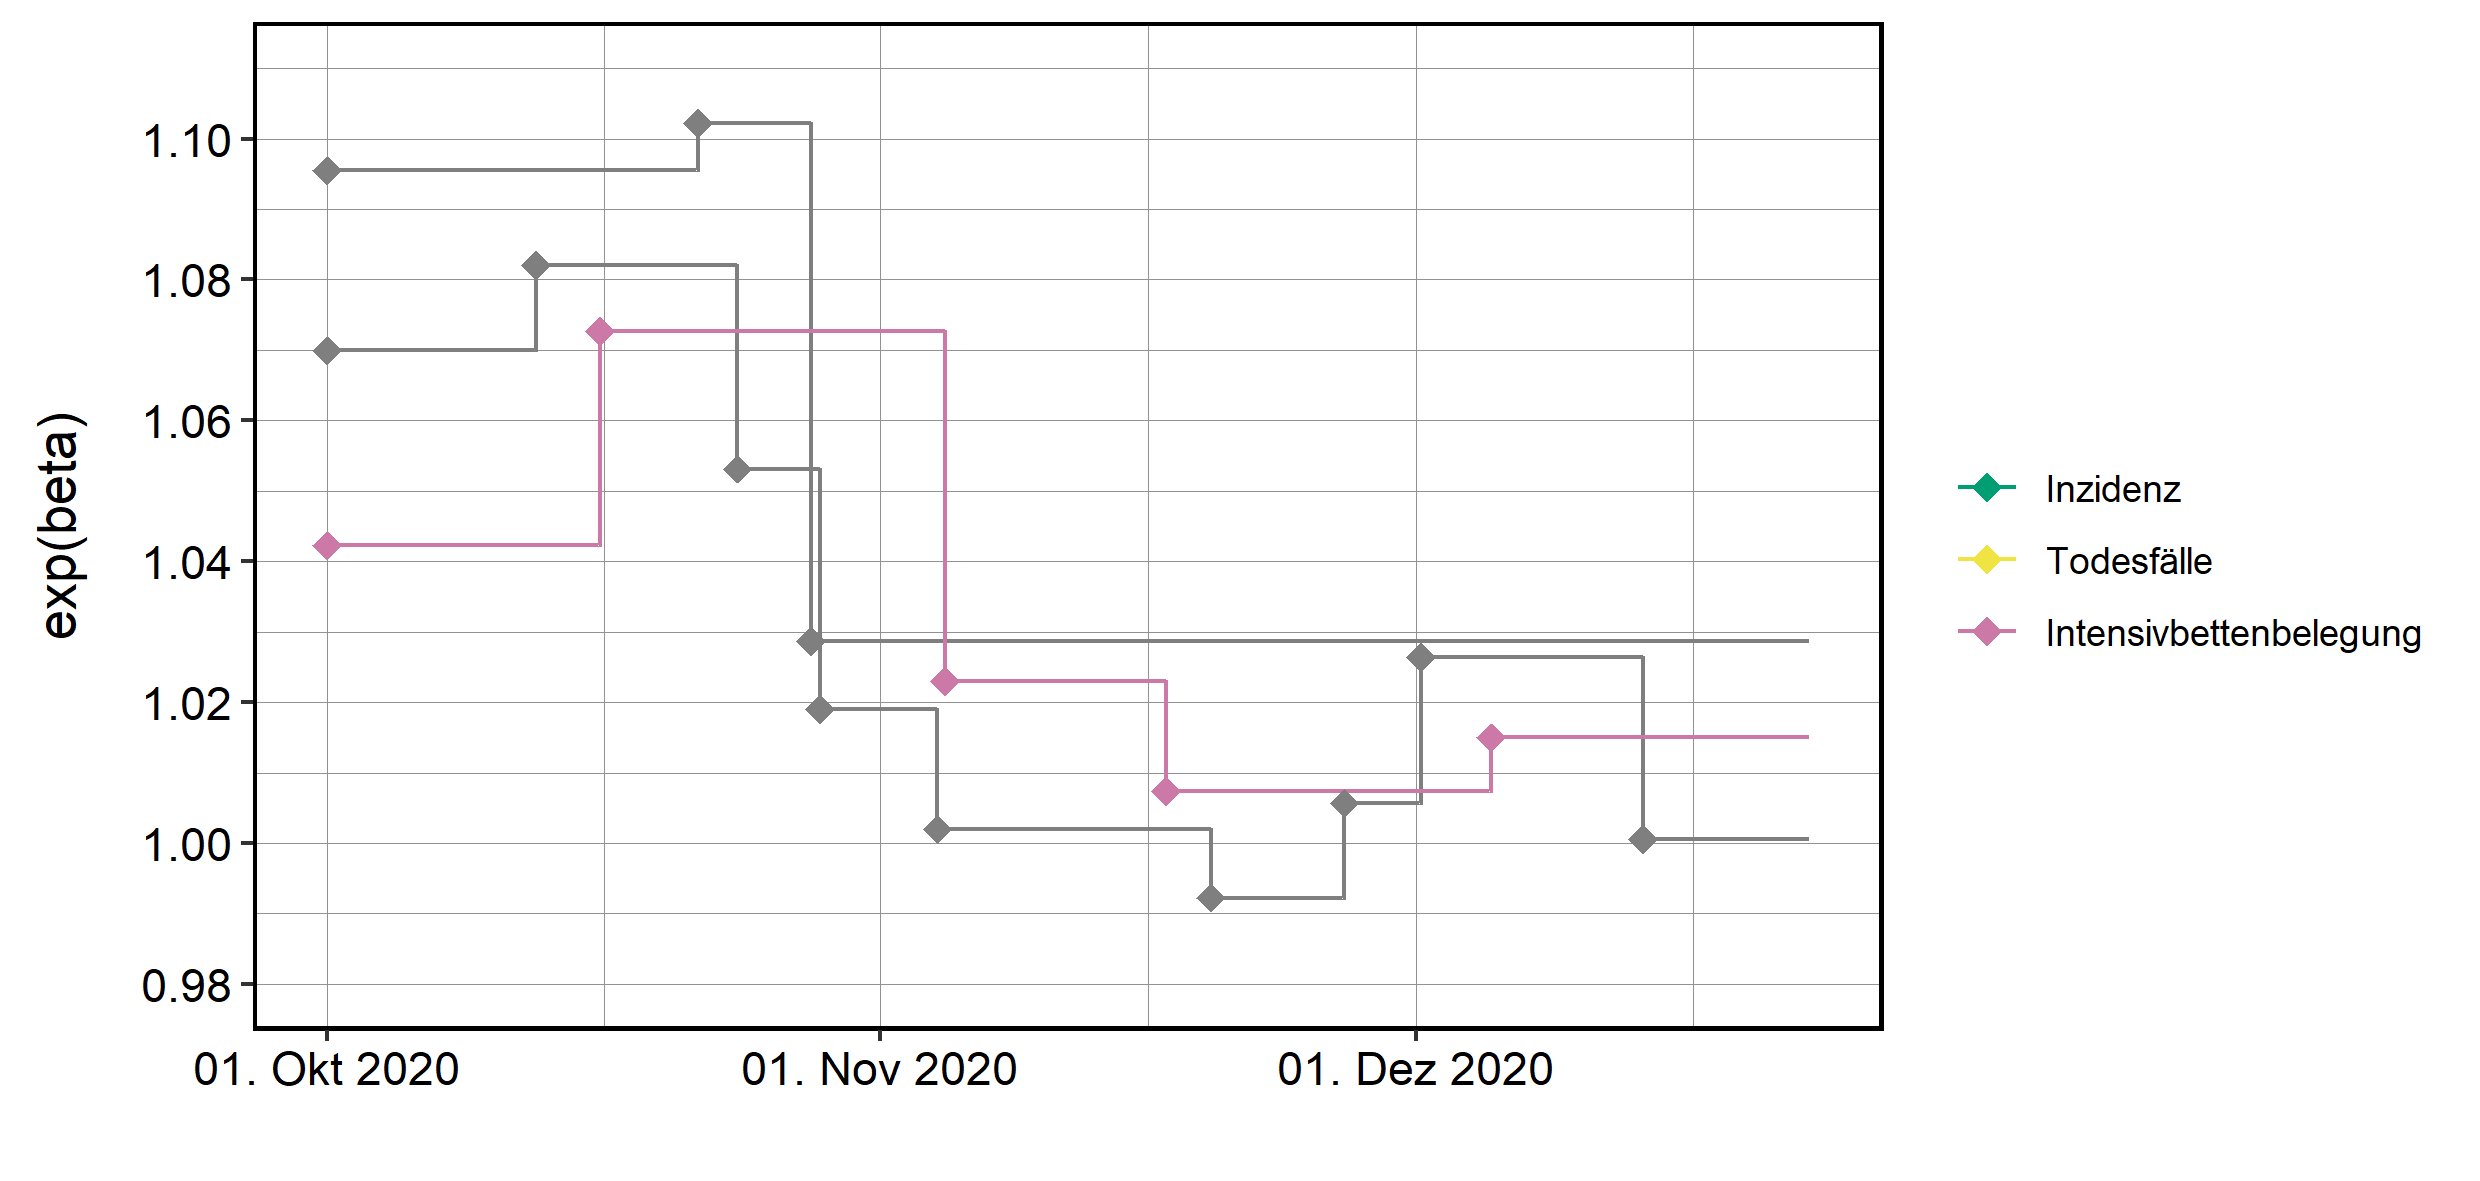 exp(beta)
1.10
1.08
1.06
1.04
1.02
1.00
0.98
01. Okt 2020
01. Nov 2020
01. Dez 2020
Inzidenz
Todesfälle
Intensivbettenbelegung